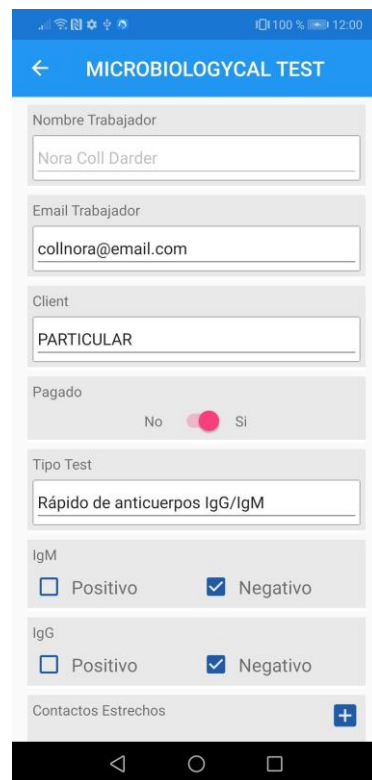 100 % 12:00
MICROBIOLOGYCAL TEST
Nombre Trabajador
Nora Coll Darder
Email Trabajador
collnora@email.com
Client
PARTICULAR
Pagado
No Si
Tipo Test
Rápido de anticuerpos IgG/IgM
IgM
Positivo Negativo
IgG
Positivo Negativo
Contactos Estrechos